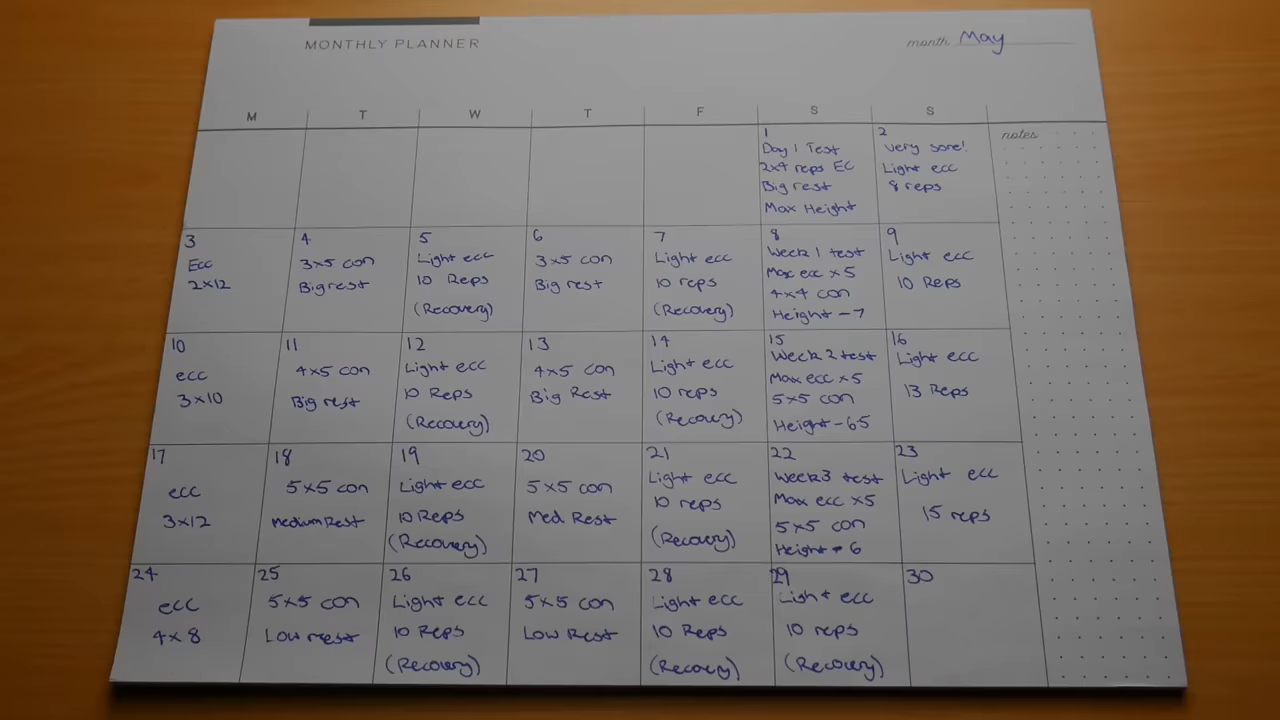 MONTHLY PLANNER
month May
M T W T F S S
notes
1
Day 1 Test
2x4 reps EC
Big rest
Max Height
2
very sore!
Light ecc
8 reps
3
Ecc
2x12
4
3x5 con
Big rest
5
Light ecc
10 Reps
(Recovery)
6
3x5 con
Big rest
7
Light ecc
10 reps
(Recovery)
8
Week 1 test
Max ecc x5
4x4 con
Height - 7
9
Light ecc
10 Reps
10
ecc
3x10
11
4x5 con
Big rest
12
Light ecc
10 Reps
(Recovery)
13
4x5 con
Big Rest
14
Light ecc
10 reps
(Recovery)
15
Week 2 test
Max ecc x5
5x5 con
Height - 65
16
Light ecc
13 Reps
17
ecc
3x12
18
5x5 con
Medium Rest
19
Light ecc
10 Reps
(Recovery)
20
5x5 con
Med Rest
21
Light ecc
10 reps
(Recovery)
22
Week 3 test
Max ecc x5
5x5 con
Height - 6
23
Light ecc
15 reps
24
ecc
4x8
25
5x5 con
Low rest
26
Light ecc
10 Reps
(Recovery)
27
5x5 con
Low Rest
28
Light ecc
10 Reps
(Recovery)
29
Light ecc
10 reps
(Recovery)
30